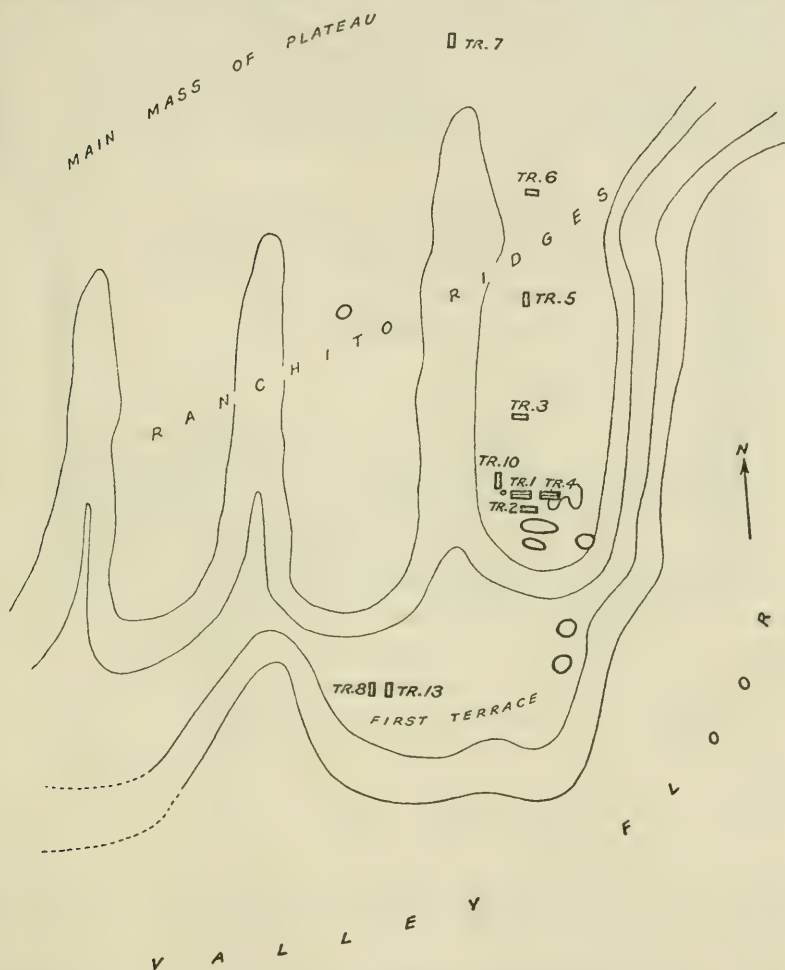 MAIN MASS OF PLATEAU
TR. 7
TR. 6
RANCHITO RIDGES
TR. 5
TR. 3
TR. 10
TR. 1
TR. 4
TR. 2
N
TR. 8
TR. 13
FIRST TERRACE
VALLEY FLOOR